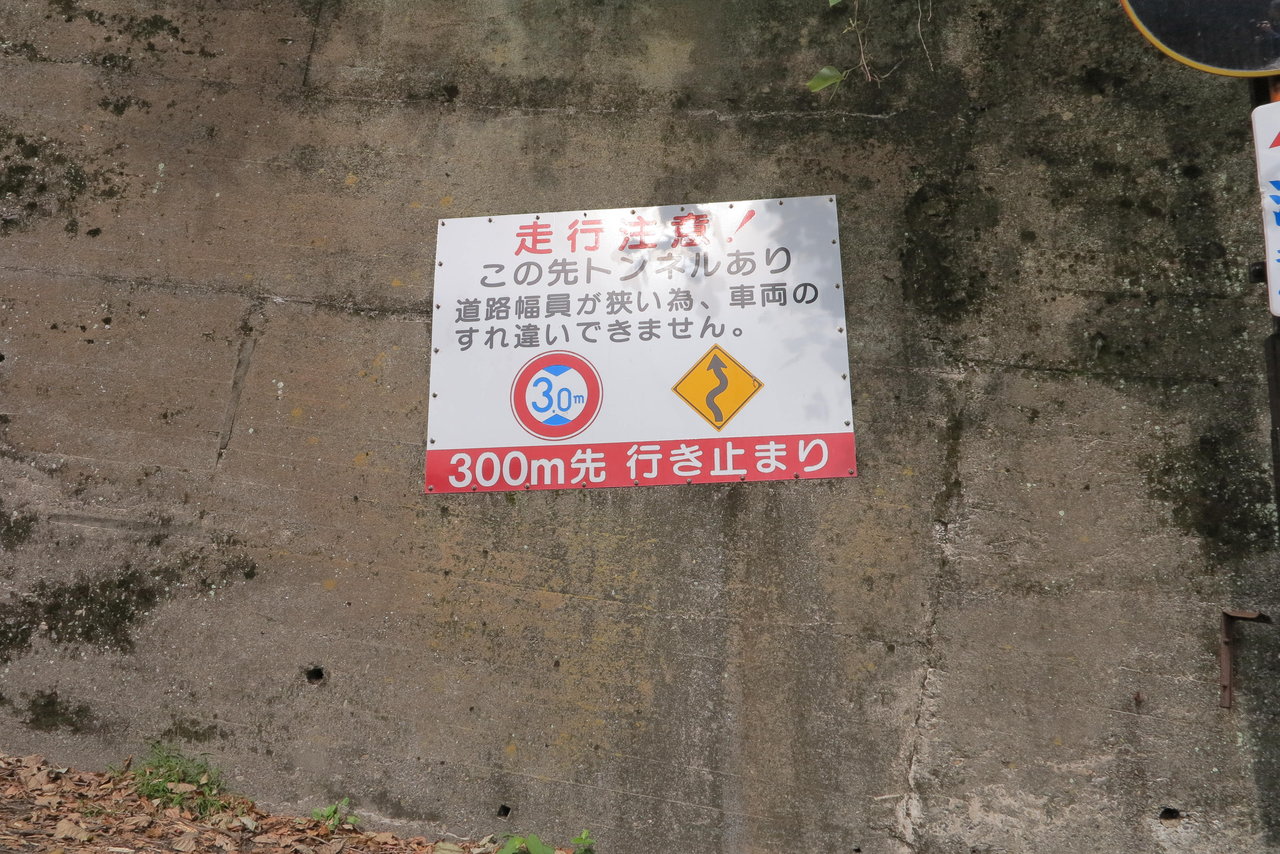 走行注意!
この先トンネルあり
道路幅員が狭い為、車両の
すれ違いできません。
3.0m
300m先 行き止まり